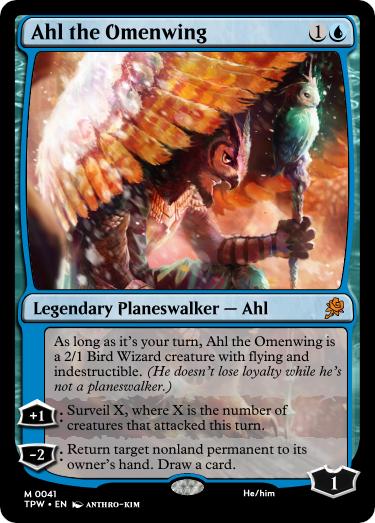 Ahl the Omenwing 1
Legendary Planeswalker — Ahl
As long as it's your turn, Ahl the Omenwing is
a 2/1 Bird Wizard creature with flying and
indestructible. (He doesn't lose loyalty while he's
not a planeswalker.)
+1 : Surveil X, where X is the number of
creatures that attacked this turn.
-2 : Return target nonland permanent to its
owner's hand. Draw a card.
1
M 0041
TPW • EN ANTHRO-KIM
He/him